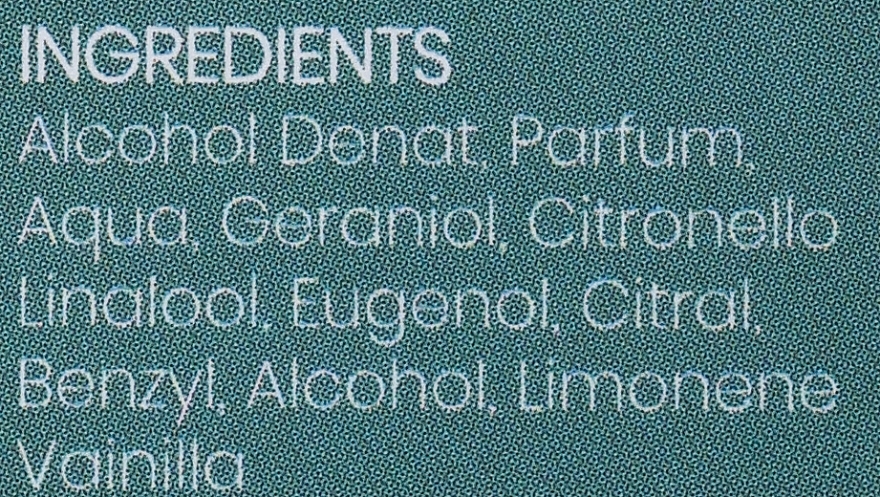 INGREDIENTS
Alcohol Denat, Parfum,
Aqua, Geraniol, Citronello
Linalool, Eugenol, Citral,
Benzyl, Alcohol, Limonene
Vainilla